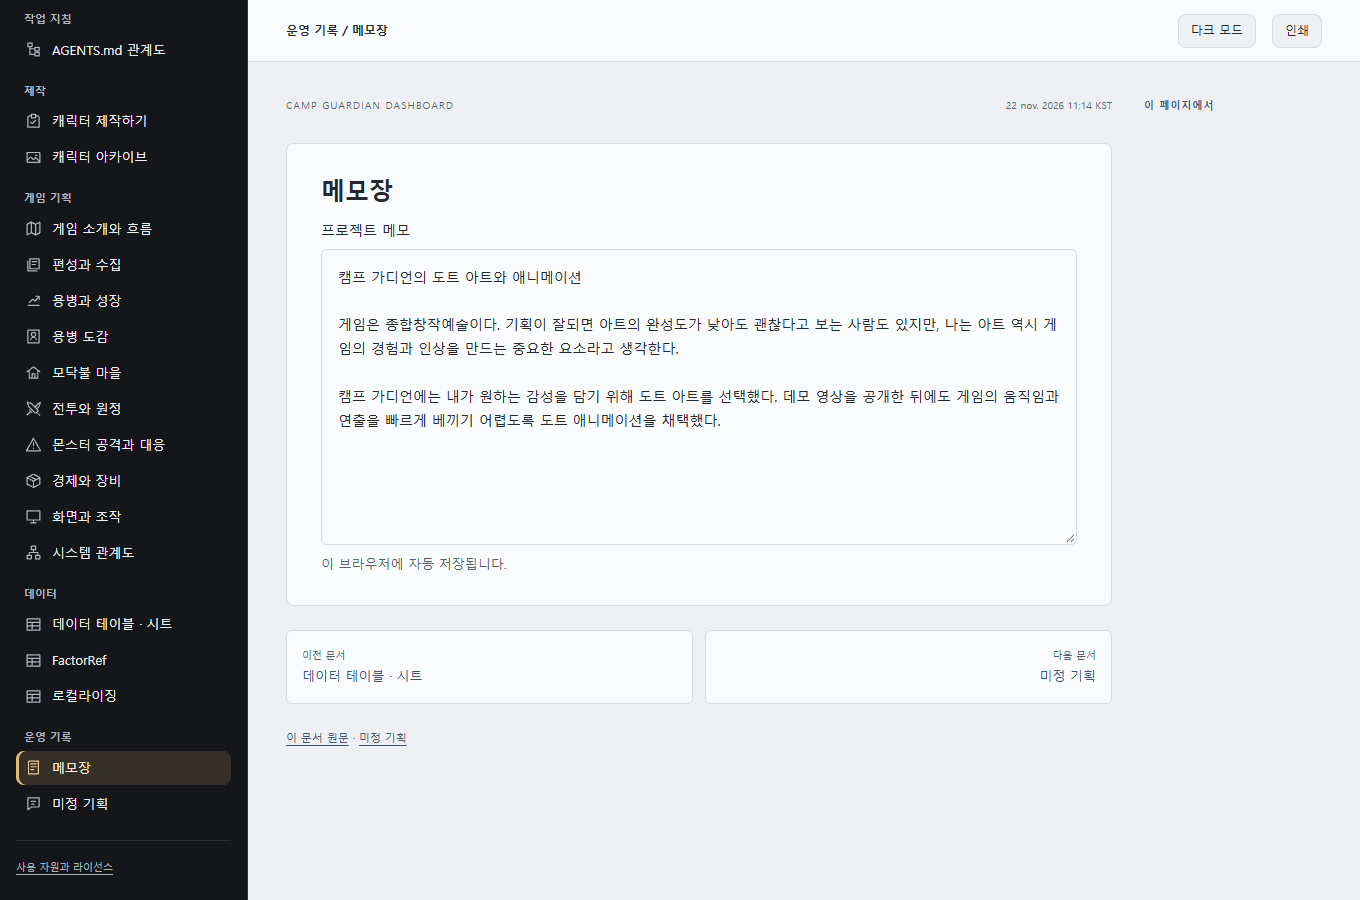 작업 지침
AGENTS.md 관계도
제작
캐릭터 제작하기
캐릭터 아카이브
게임 기획
게임 소개와 흐름
편성과 수집
용병과 성장
용병 도감
모닥불 마을
전투와 원정
몬스터 공격과 대응
경제와 장비
화면과 조작
시스템 관계도
데이터
데이터 테이블 · 시트
FactorRef
로컬라이징
운영 기록
메모장
미정 기획
사용 자원과 라이선스
운영 기록 / 메모장
다크 모드
인쇄
CAMP GUARDIAN DASHBOARD
22 nov. 2026 11:14 KST
이 페이지에서
메모장
프로젝트 메모
캠프 가디언의 도트 아트와 애니메이션
게임은 종합창작예술이다. 기획이 잘되면 아트의 완성도가 낮아도 괜찮다고 보는 사람도 있지만, 나는 아트 역시 게
임의 경험과 인상을 만드는 중요한 요소라고 생각한다.
캠프 가디언에는 내가 원하는 감성을 담기 위해 도트 아트를 선택했다. 데모 영상을 공개한 뒤에도 게임의 움직임과
연출을 빠르게 베끼기 어렵도록 도트 애니메이션을 채택했다.
이 브라우저에 자동 저장됩니다.
이전 문서
데이터 테이블 · 시트
다음 문서
미정 기획
이 문서 원문 · 미정 기획